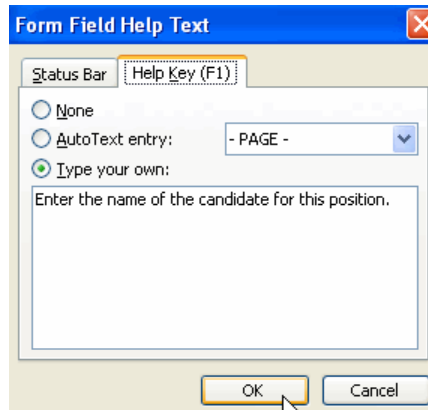 Form Field Help Text
Status Bar Help Key (F1)
None
AutoText entry: - PAGE -
Type your own:
Enter the name of the candidate for this position.
OK Cancel